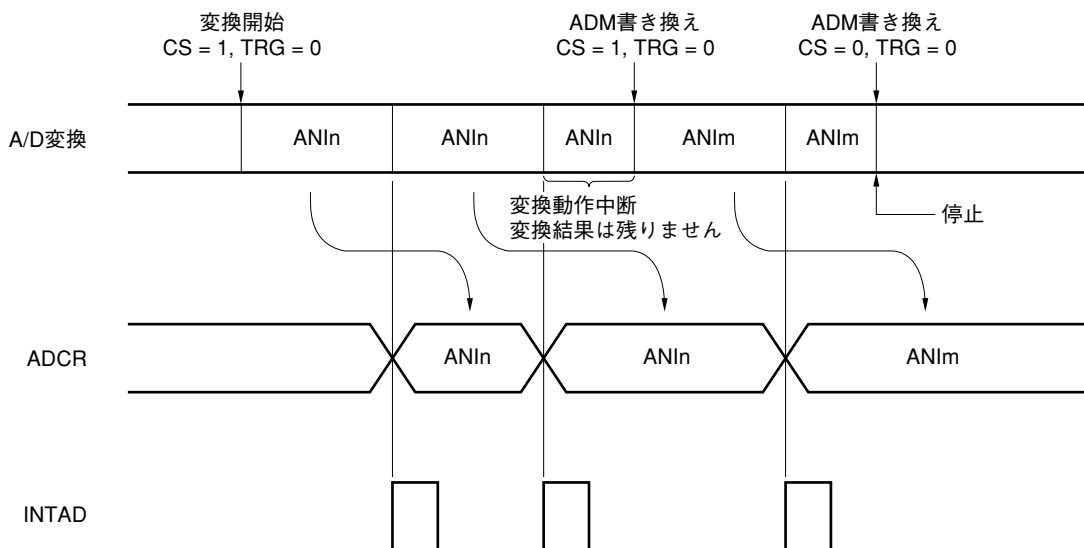 変換開始
CS = 1, TRG = 0
ADM書き換え
CS = 1, TRG = 0
ADM書き換え
CS = 0, TRG = 0
A/D変換
ANIn
ANIn
ANIn
ANIm
ANIm
変換動作中断
変換結果は残りません
停止
ADCR
ANIn
ANIn
ANIm
INTAD